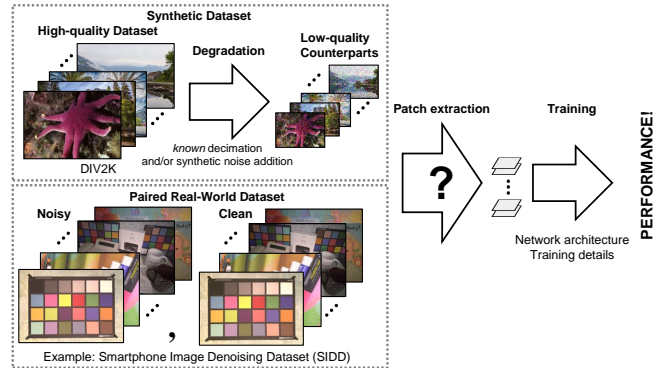 Synthetic Dataset
High-quality Dataset
Degradation
Low-quality
Counterparts
DIV2K
known decimation
and/or synthetic noise addition
Paired Real-World Dataset
Noisy
Clean
,
Example: Smartphone Image Denoising Dataset (SIDD)
Patch extraction
?
Training
Network architecture
Training details
PERFORMANCE!